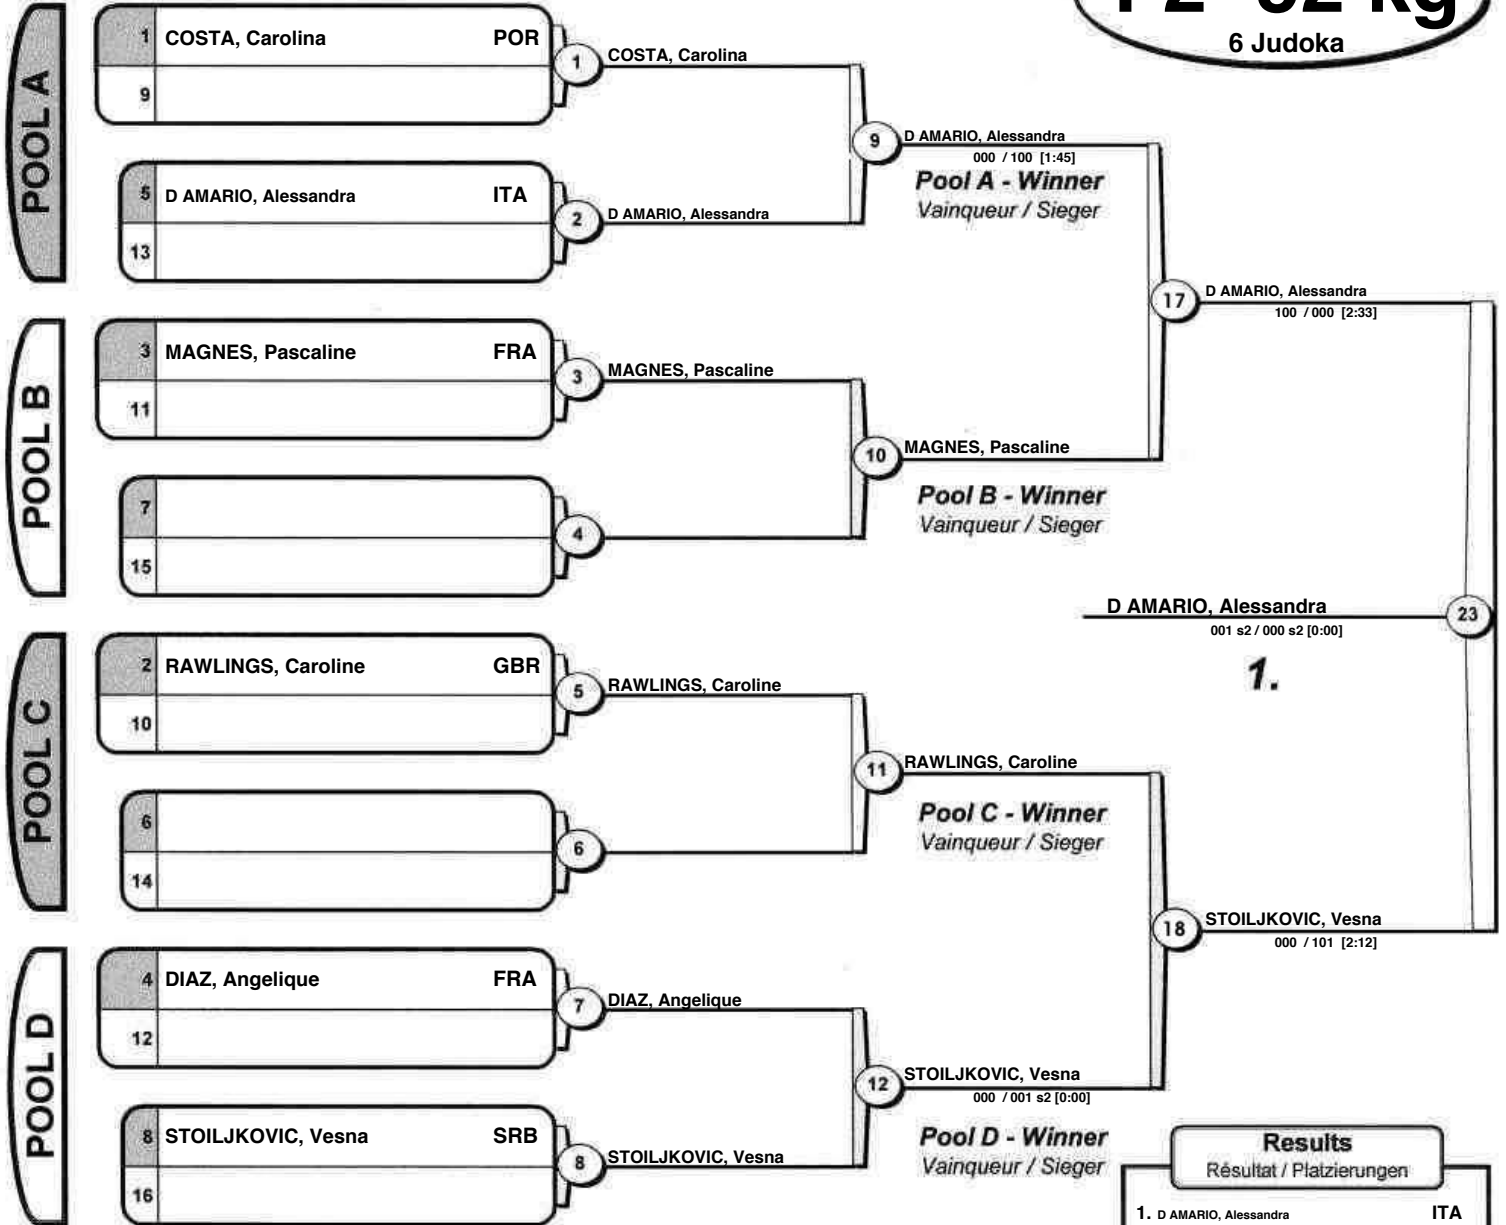 F2 -52 kg
6 Judoka
POOL A
1 COSTA, Carolina POR
9
1
COSTA, Carolina
5 D AMARIO, Alessandra ITA
13
2
D AMARIO, Alessandra
9
D AMARIO, Alessandra
000 / 100 [1:45]
Pool A - Winner
Vainqueur / Sieger
17
D AMARIO, Alessandra
100 / 000 [2:33]
POOL B
3 MAGNES, Pascaline FRA
11
3
MAGNES, Pascaline
7
15
4
10
MAGNES, Pascaline
Pool B - Winner
Vainqueur / Sieger
D AMARIO, Alessandra
23
001 s2 / 000 s2 [0:00]
1.
POOL C
2 RAWLINGS, Caroline GBR
10
5
RAWLINGS, Caroline
6
14
6
11
RAWLINGS, Caroline
Pool C - Winner
Vainqueur / Sieger
18
STOILJKOVIC, Vesna
000 / 101 [2:12]
POOL D
4 DIAZ, Angelique FRA
12
7
DIAZ, Angelique
8 STOILJKOVIC, Vesna SRB
16
8
STOILJKOVIC, Vesna
12
STOILJKOVIC, Vesna
000 / 001 s2 [0:00]
Pool D - Winner
Vainqueur / Sieger
Results
Résultat / Platzierungen
1. D AMARIO, Alessandra ITA